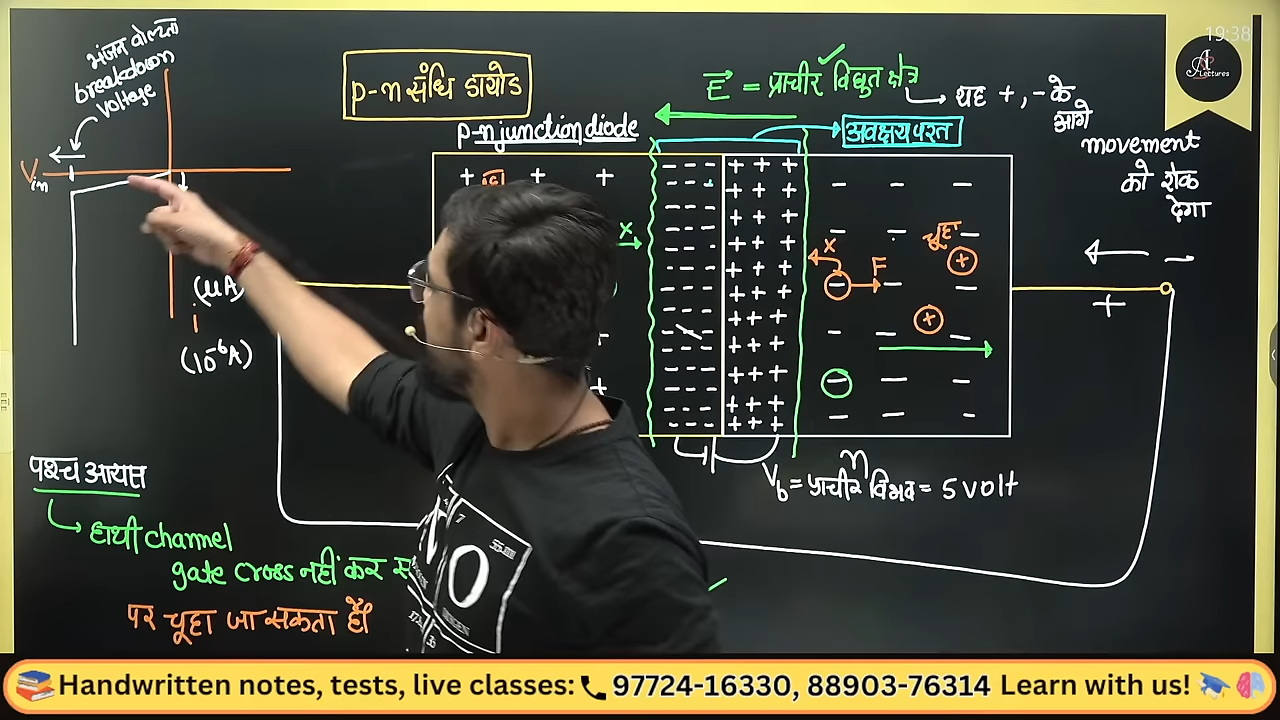 19:38
Lectures
भंजन वोल्टता
breakdown
voltage
Vin
(μA)
i
(10⁻⁶A)
p-n संधि डायोड
p-n junction diode
E = प्राचीर विद्युत क्षेत्र
यह +, - के
आगे
movement
को रोक
देगा
अवक्षय परत
चूहा
x
x
F
n
Vb = प्राचीर विभव = 5 volt
पश्च आयाम
हाथी channel
gate cross नहीं कर
पर चूहा जा सकता है।
Handwritten notes, tests, live classes: 97724-16330, 88903-76314 Learn with us!